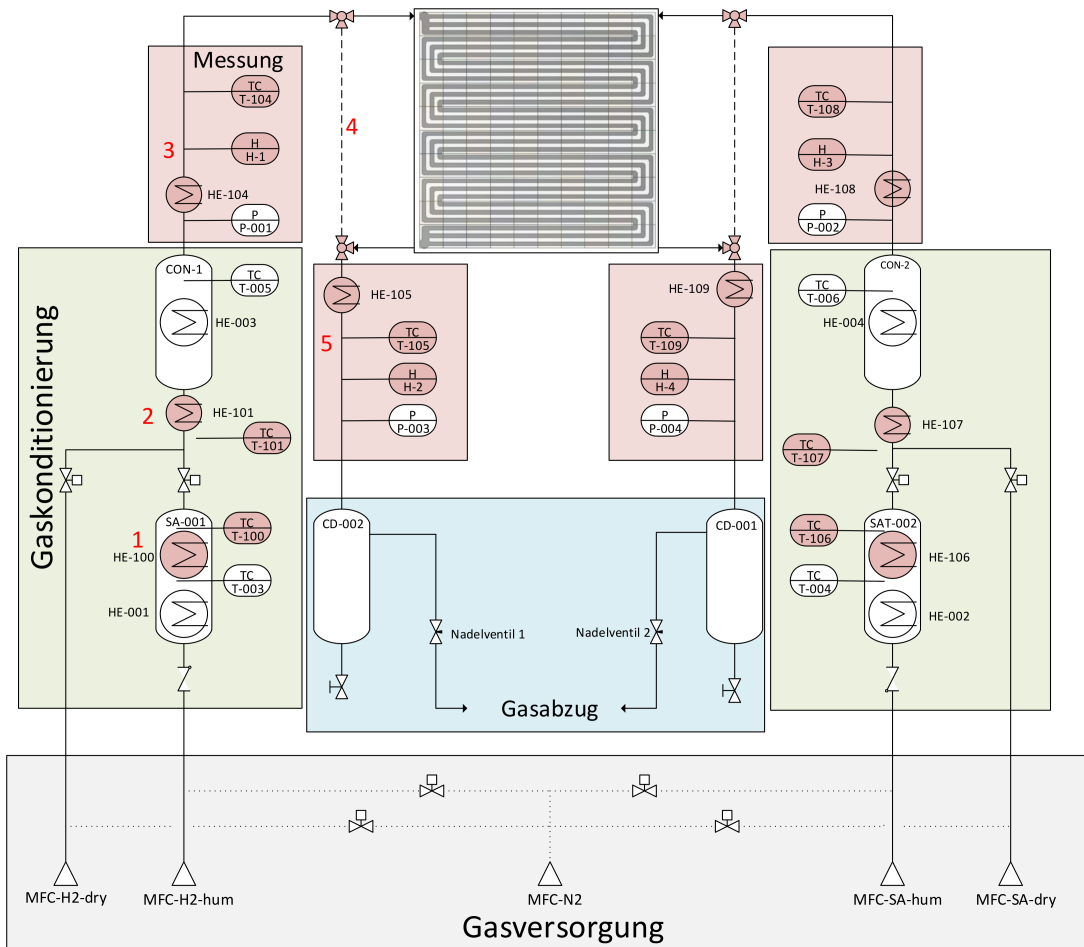 Messung
TC
T-104
3
H
H-1
HE-104
P
P-001
4
TC
T-108
H
H-3
HE-108
P
P-002
Gaskonditionierung
CON-1
TC
T-005
HE-003
2
HE-101
TC
T-101
SA-001
TC
T-100
1
HE-100
TC
T-003
HE-001
HE-105
5
TC
T-105
H
H-2
P
P-003
HE-109
TC
T-109
H
H-4
P
P-004
CON-2
TC
T-006
HE-004
HE-107
TC
T-107
SAT-002
TC
T-106
HE-106
TC
T-004
HE-002
CD-002
CD-001
Nadelventil 1
Nadelventil 2
Gasabzug
MFC-H2-dry
MFC-H2-hum
MFC-N2
MFC-SA-hum
MFC-SA-dry
Gasversorgung